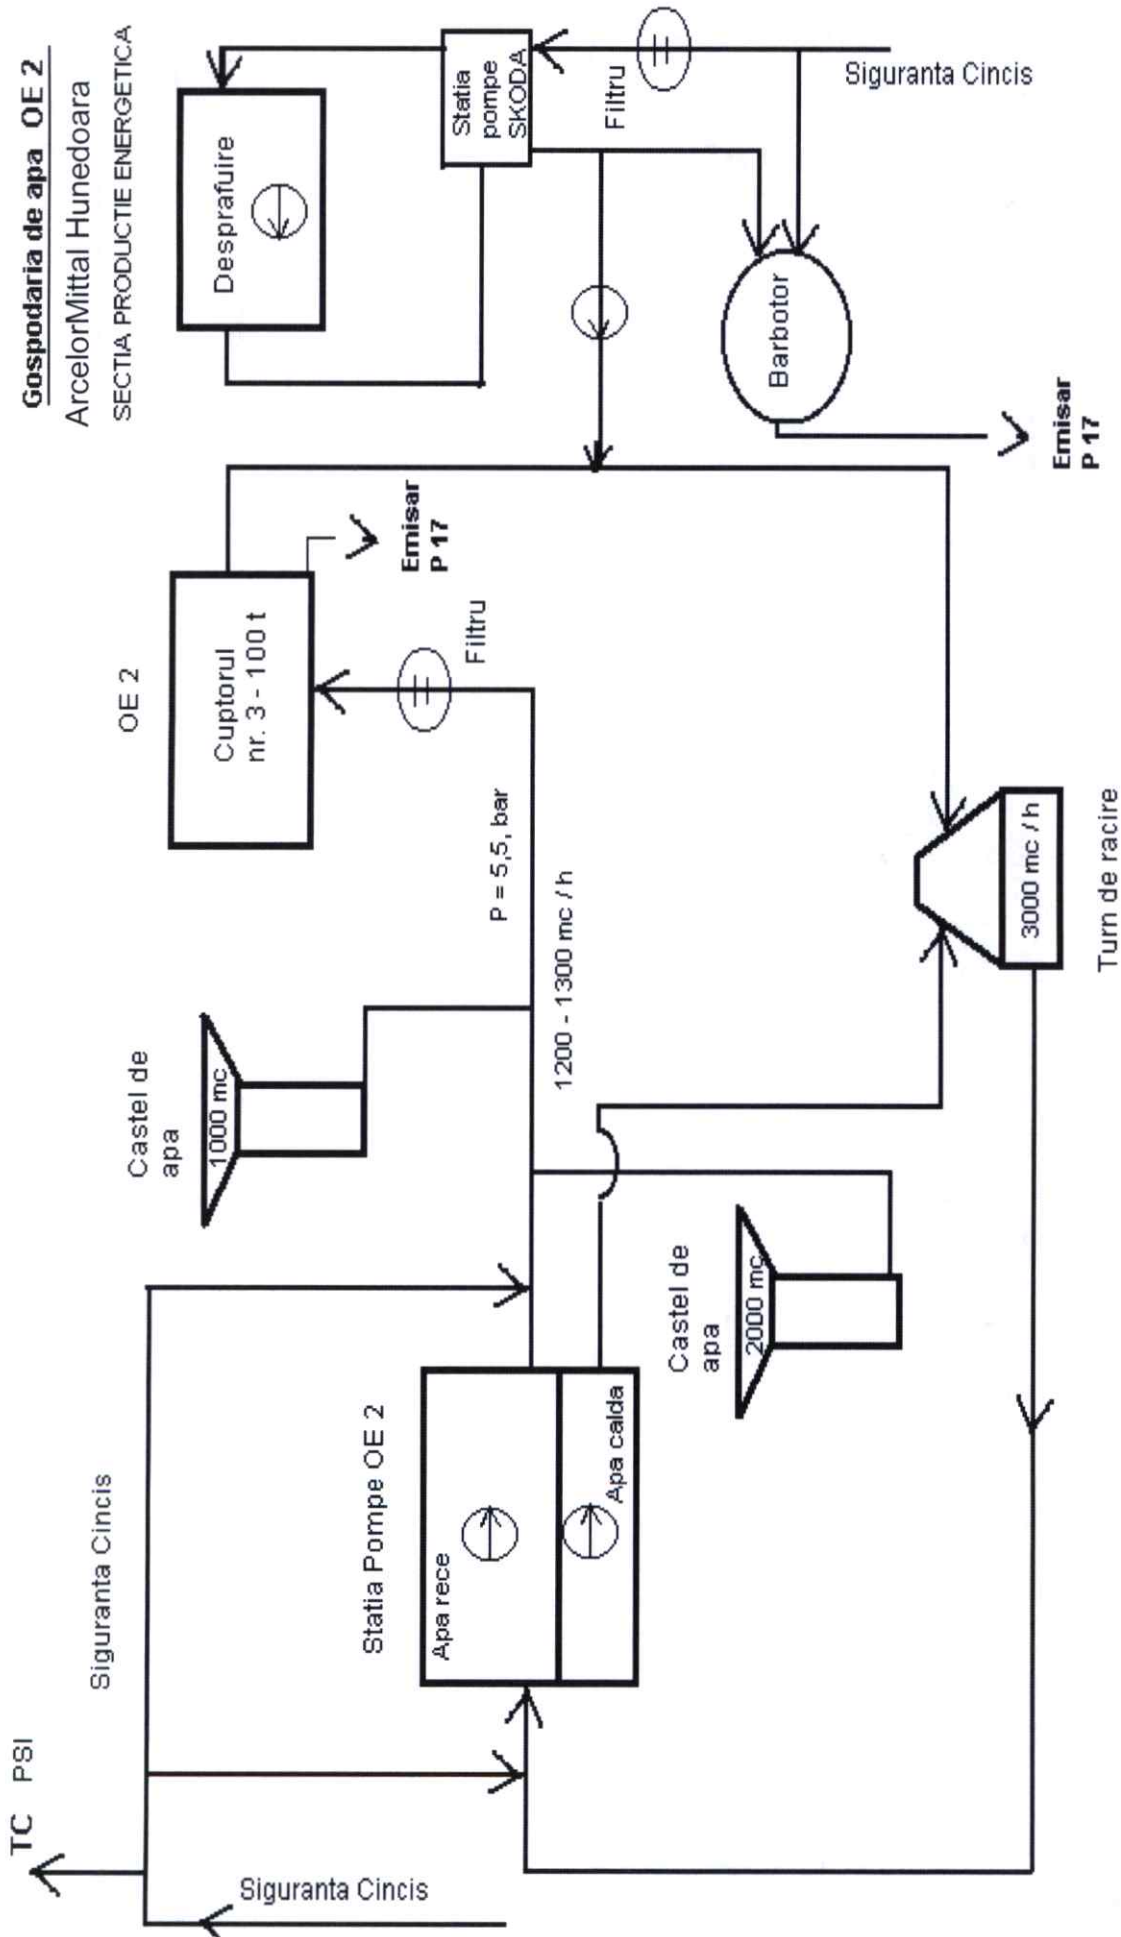 Gospodaria de apa OE 2
ArcelorMittal Hunedoara
SECTIA PRODUCTIE ENERGETICA
TC PSI
Siguranta Cincis
Siguranta Cincis
Castel de
apa
1000 mc
OE 2
Cuptorul
nr. 3 - 100 t
Emisar
P 17
Filtru
Desprafuire
Statia
pompe
SKODA
Filtru
Siguranta Cincis
Statia Pompe OE 2
Apa rece
Apa calda
P = 5,5, bar
1200 - 1300 mc / h
Castel de
apa
2000 mc
Barbotor
Emisar
P 17
3000 mc / h
Turn de racire